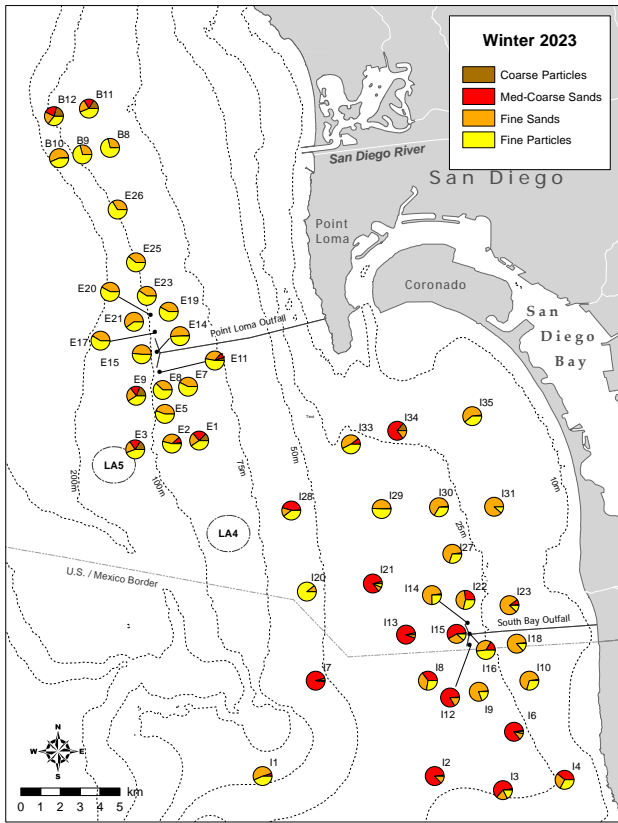 Winter 2023
Coarse Particles
Med-Coarse Sands
Fine Sands
Fine Particles
B12
B11
B10
B9
B8
San Diego River
San Diego
Point
Loma
E26
Coronado
San
Diego
Bay
E25
E20
E23
E19
E21
E14
Point Loma Outfall
E17
E15
E11
E9
E8
E7
E5
E3
E2
E1
I35
I34
I33
LA5
200m
100m
75m
50m
10m
I28
I29
I30
I31
25m
LA4
I27
U.S. / Mexico Border
I20
I21
I14
I22
I23
South Bay Outfall
I13
I15
I16
I18
I7
I8
I12
I9
I10
I6
I1
I2
I3
I4
N
W
E
S
0 1 2 3 4 5 km